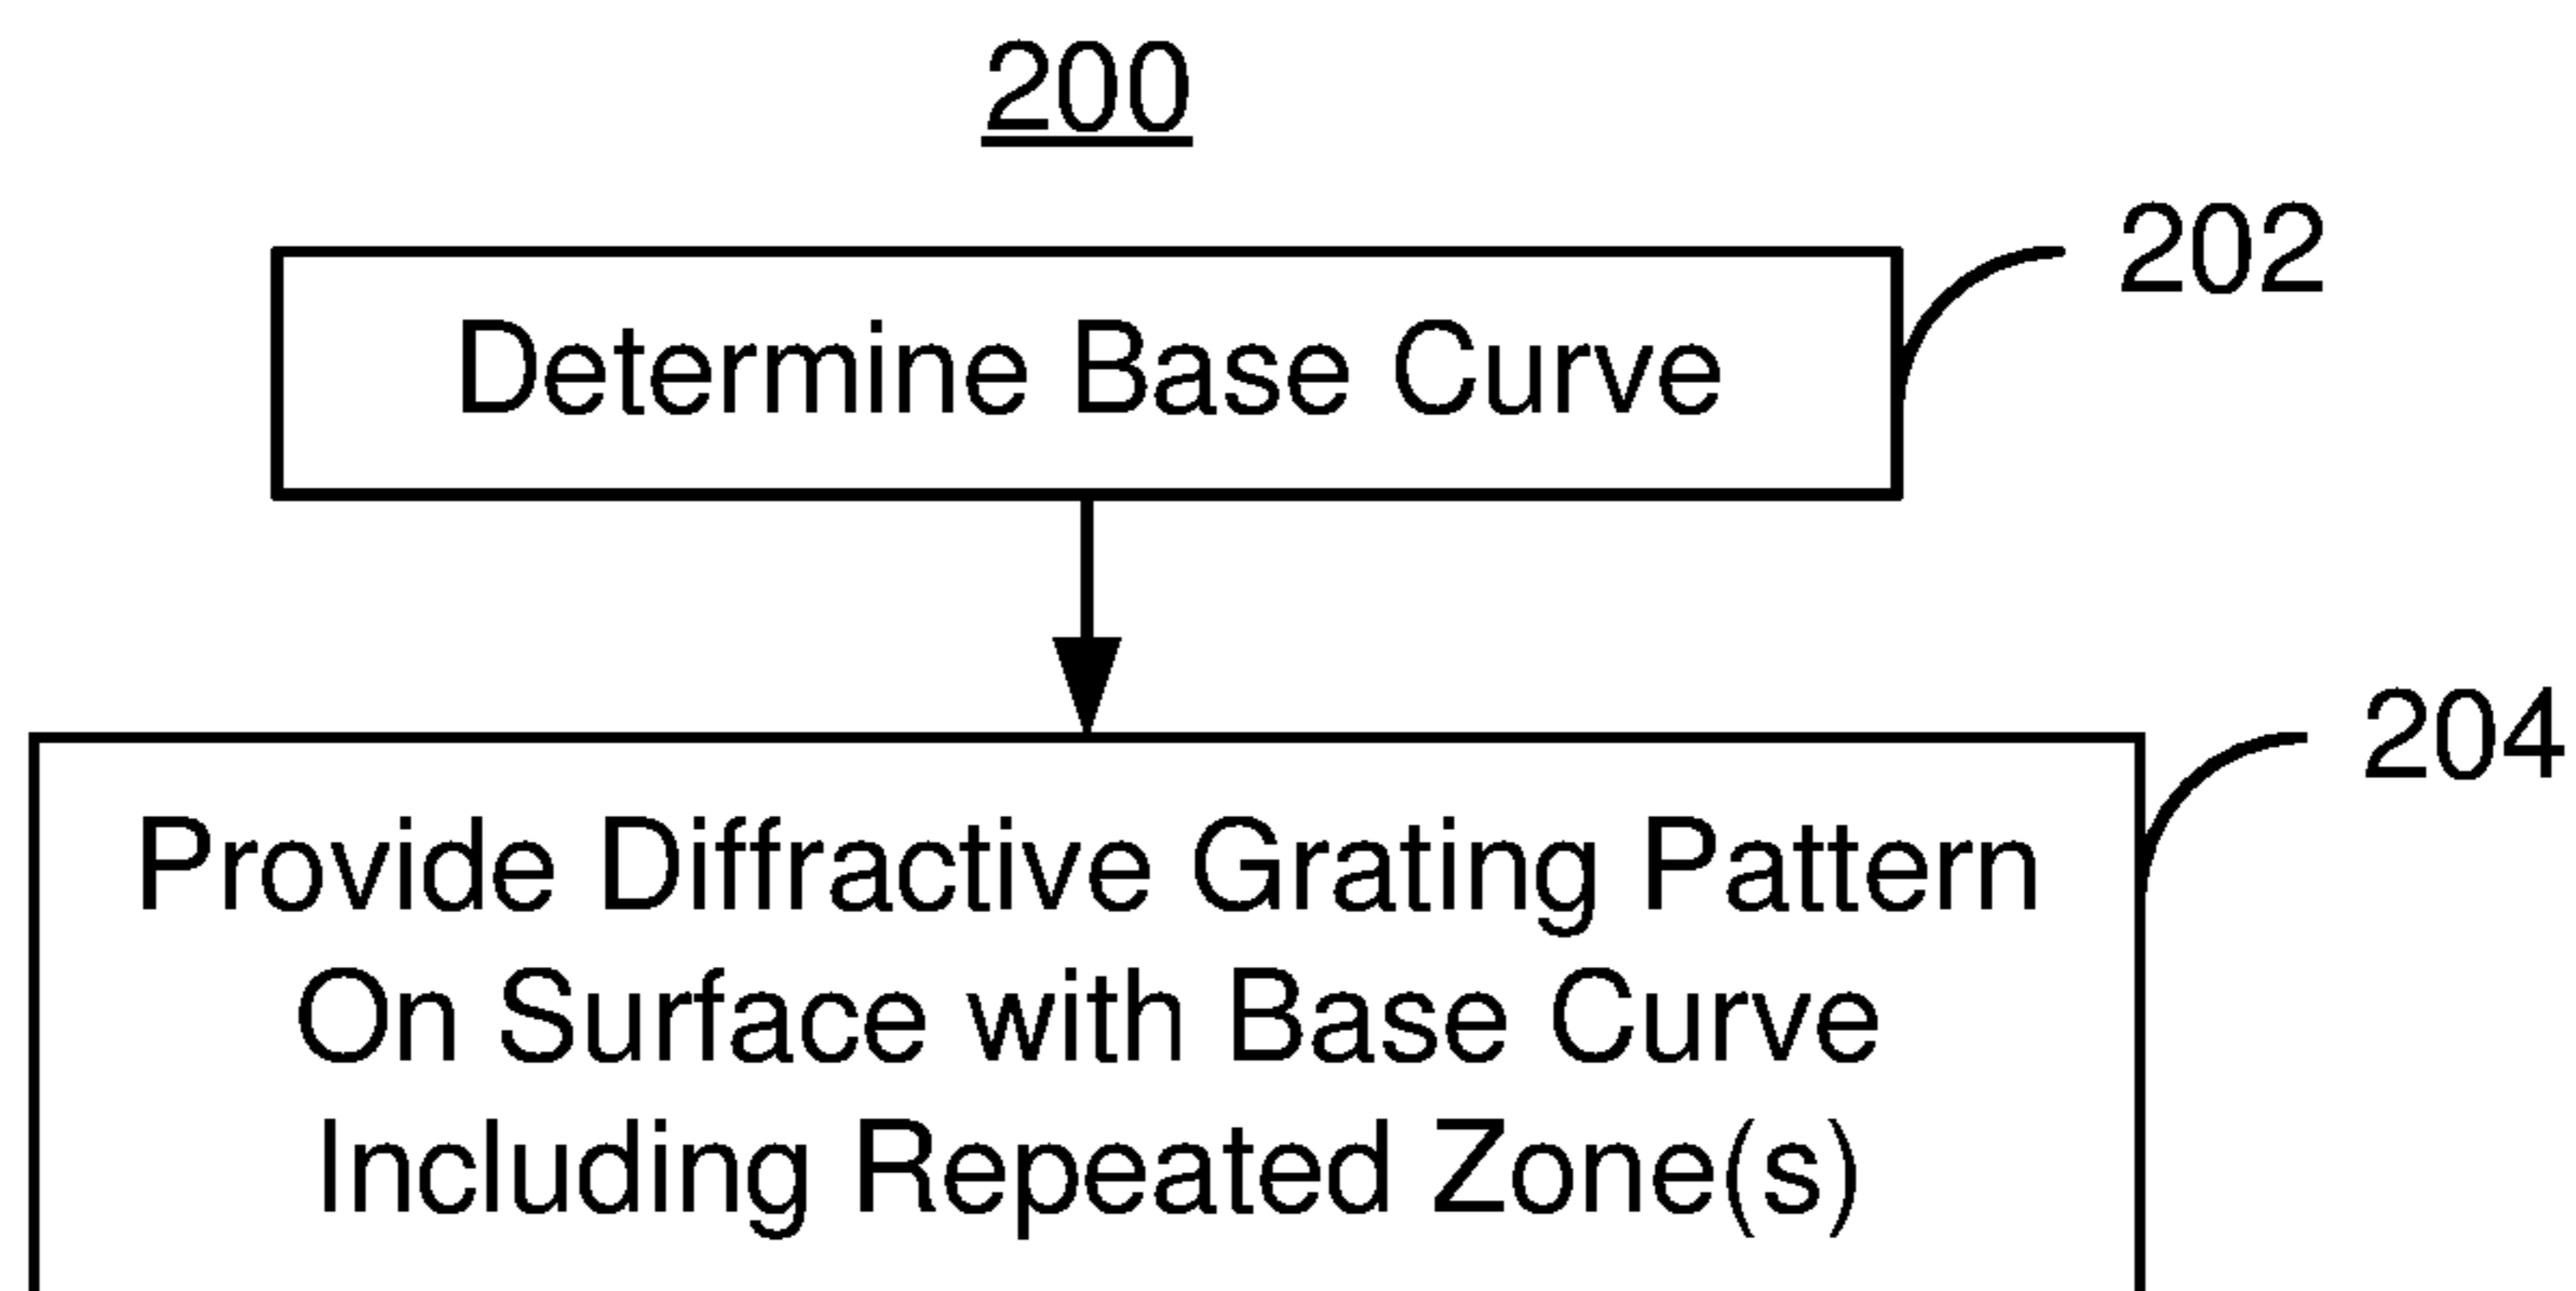 200
202
Determine Base Curve
204
Provide Diffractive Grating Pattern
On Surface with Base Curve
Including Repeated Zone(s)